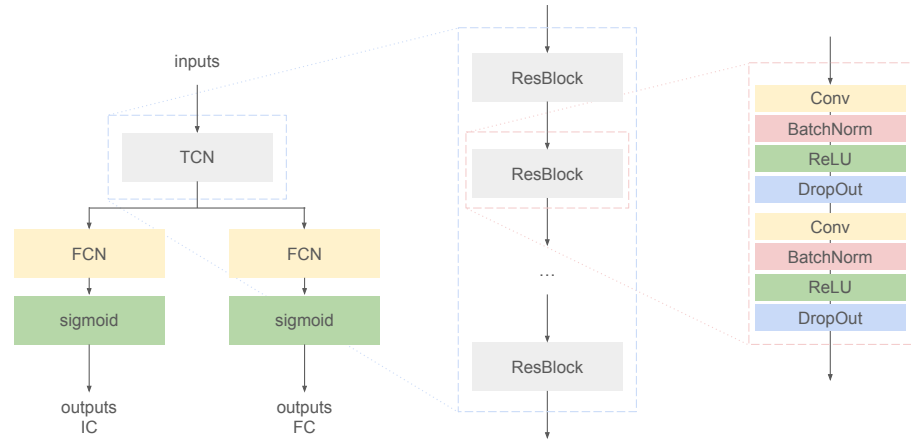 inputs
TCN
FCN
FCN
sigmoid
sigmoid
outputs
IC
outputs
FC
ResBlock
ResBlock
...
ResBlock
Conv
BatchNorm
ReLU
DropOut
Conv
BatchNorm
ReLU
DropOut